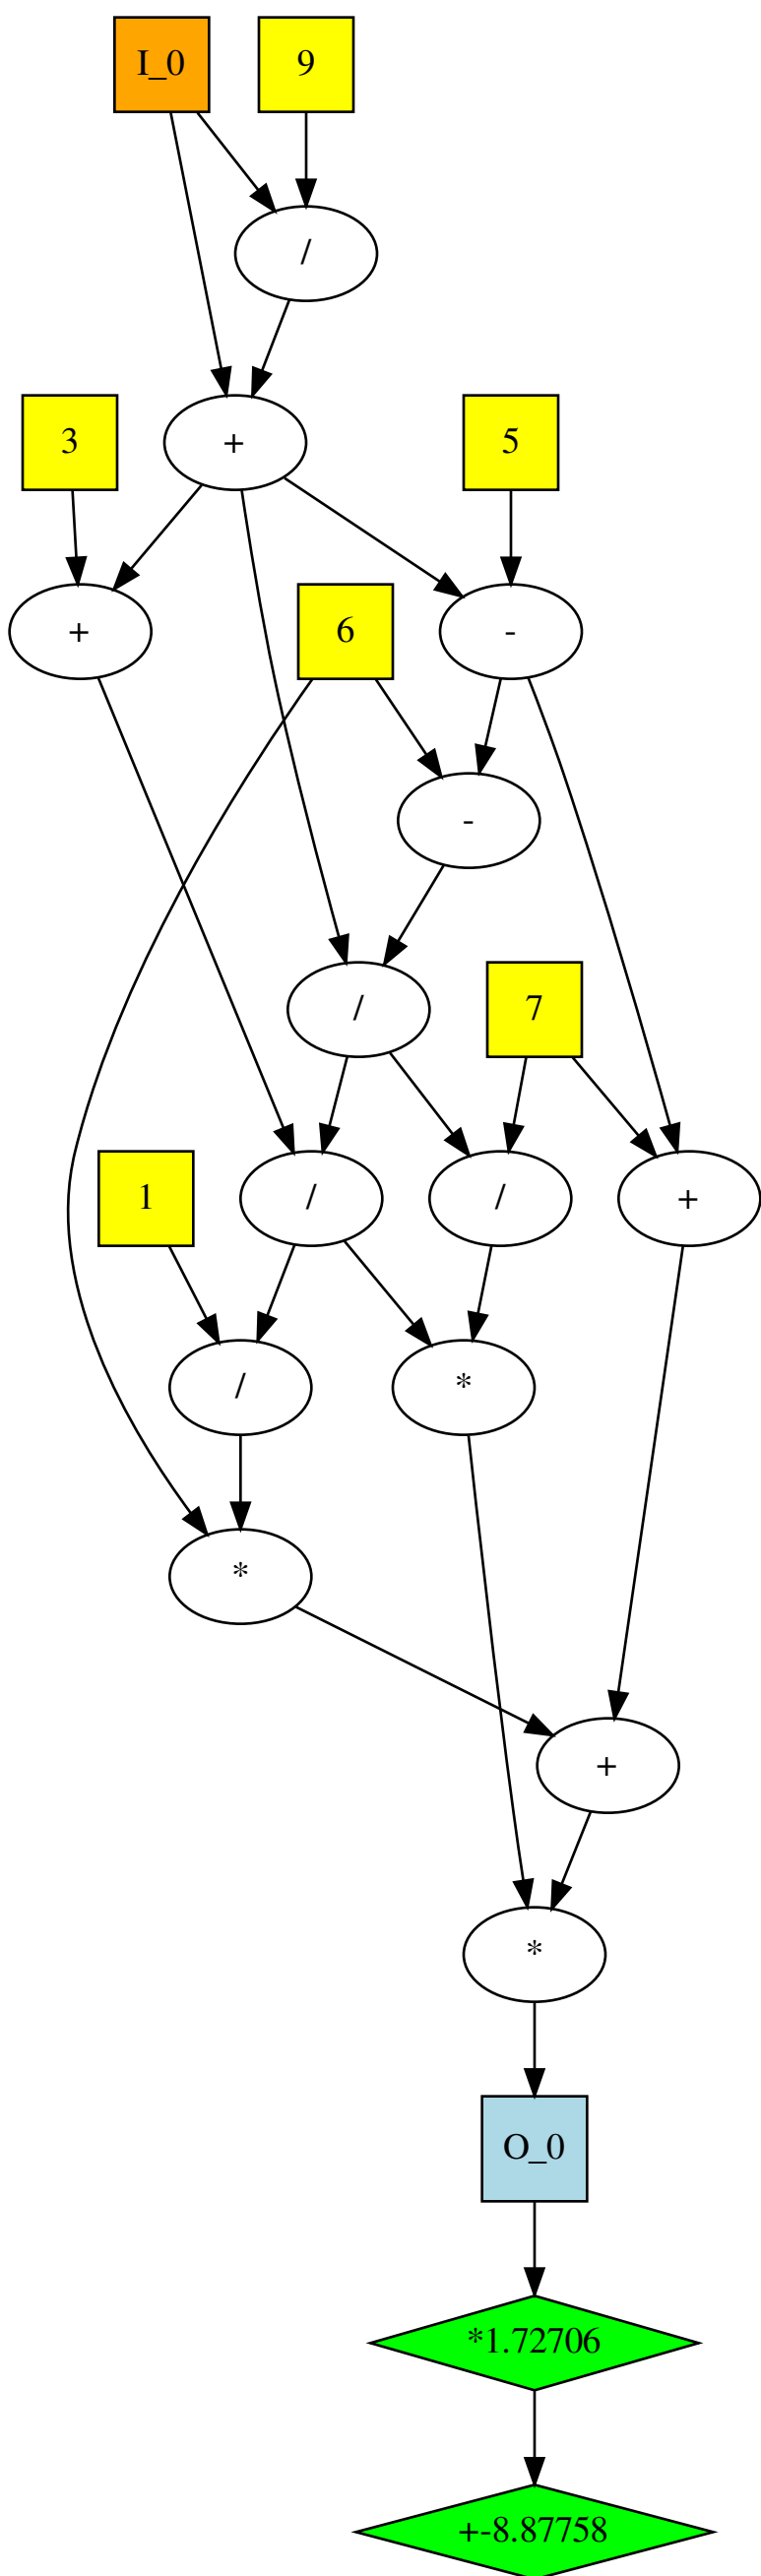 I_0 9
/
3 + 5
+ 6 -
-
/ 7
1 / / +
/ *
*
+
*
O_0
*1.72706
+-8.87758